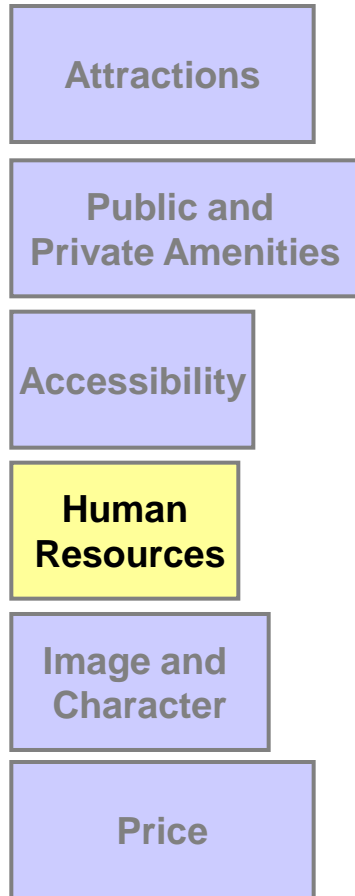 Attractions
Public and
Private Amenities
Accessibility
Human
Resources
Image and
Character
Price